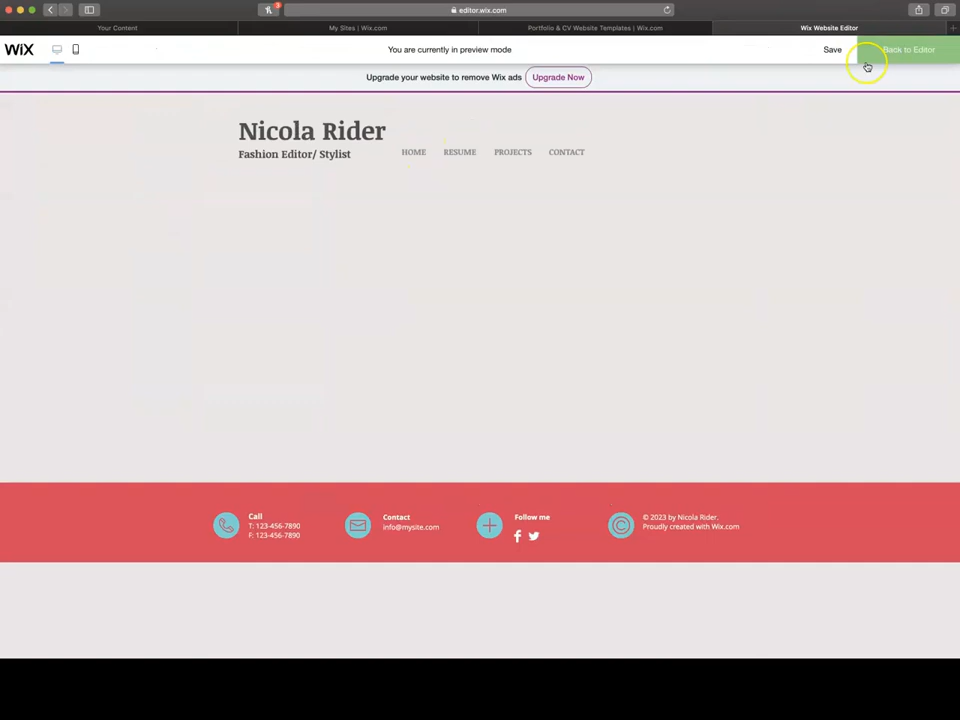 editor.wix.com
Your Content
My Sites | Wix.com
Portfolio & CV Website Templates | Wix.com
Wix Website Editor
WiX
You are currently in preview mode
Save
Back to Editor
Upgrade your website to remove Wix ads
Upgrade Now
Nicola Rider
Fashion Editor/ Stylist
HOME
RESUME
PROJECTS
CONTACT
Call
T: 123-456-7890
F: 123-456-7890
Contact
info@mysite.com
Follow me
© 2023 by Nicola Rider.
Proudly created with Wix.com